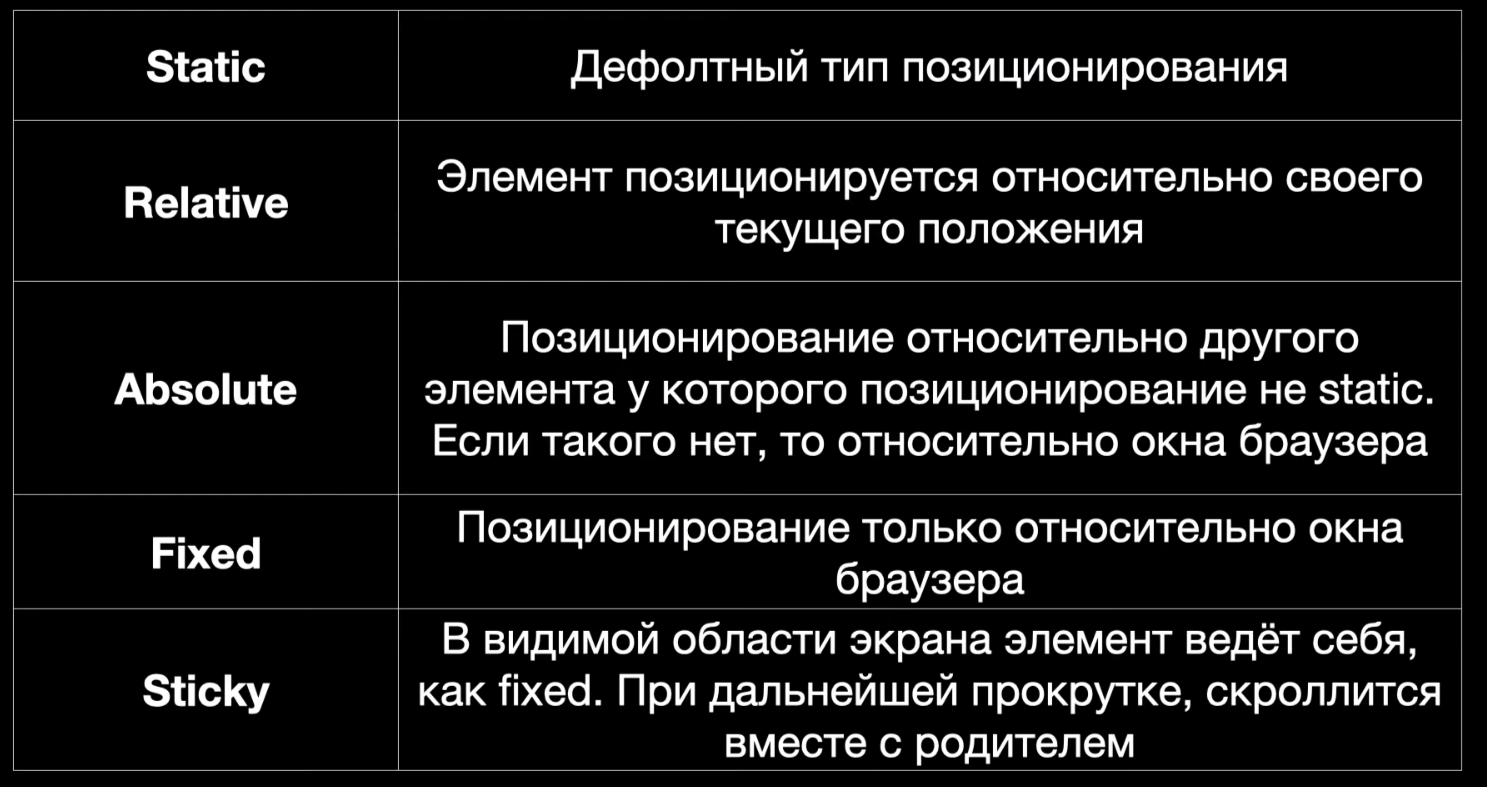 Static
Дефолтный тип позиционирования
Relative
Элемент позиционируется относительно своего
текущего положения
Absolute
Позиционирование относительно другого
элемента у которого позиционирование не static.
Если такого нет, то относительно окна браузера
Fixed
Позиционирование только относительно окна
браузера
Sticky
В видимой области экрана элемент ведёт себя,
как fixed. При дальнейшей прокрутке, скроллится
вместе с родителем